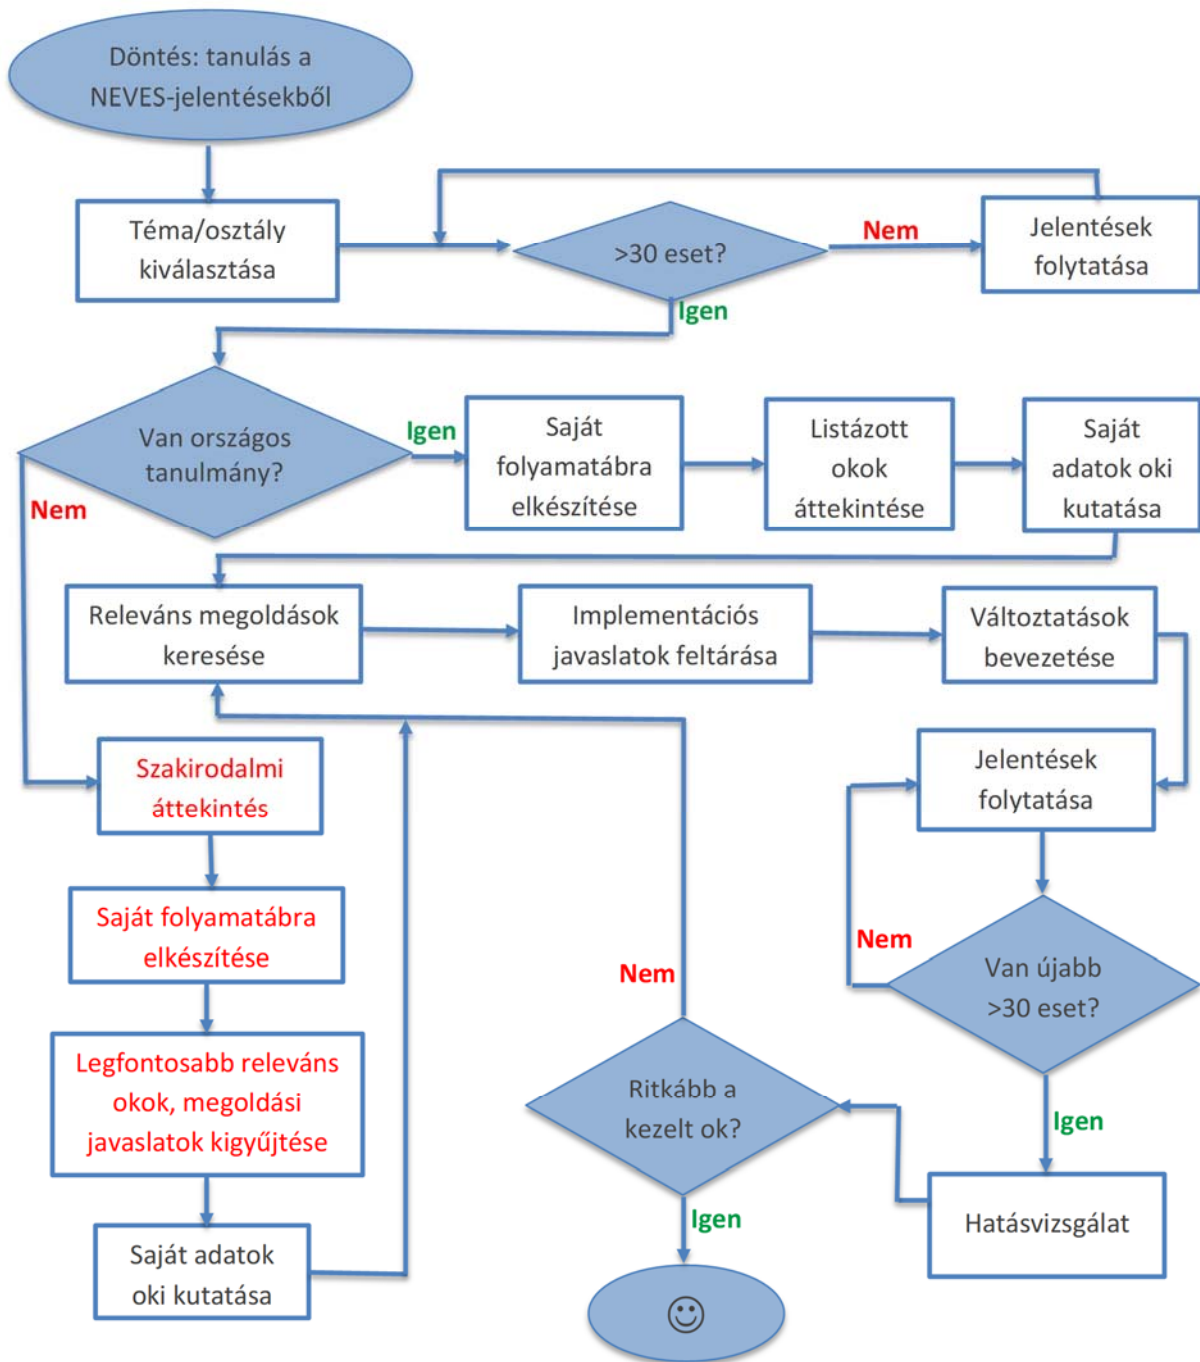 Döntés: tanulás a
NEVES-jelentésekből
Téma/osztály
kiválasztása
>30 eset?
Nem
Jelentések
folytatása
Igen
Van országos
tanulmány?
Igen
Nem
Saját
folyamatábra
elkészítése
Listázott
okok
áttekintése
Saját
adatok oki
kutatása
Releváns megoldások
keresése
Implementációs
javaslatok feltárása
Változtatások
bevezetése
Szakirodalmi
áttekintés
Jelentések
folytatása
Saját folyamatábra
elkészítése
Nem
Van újabb
>30 eset?
Igen
Nem
Legfontosabb releváns
okok, megoldási
javaslatok kigyűjtése
Ritkább a
kezelt ok?
Igen
Hatásvizsgálat
Saját adatok
oki kutatása